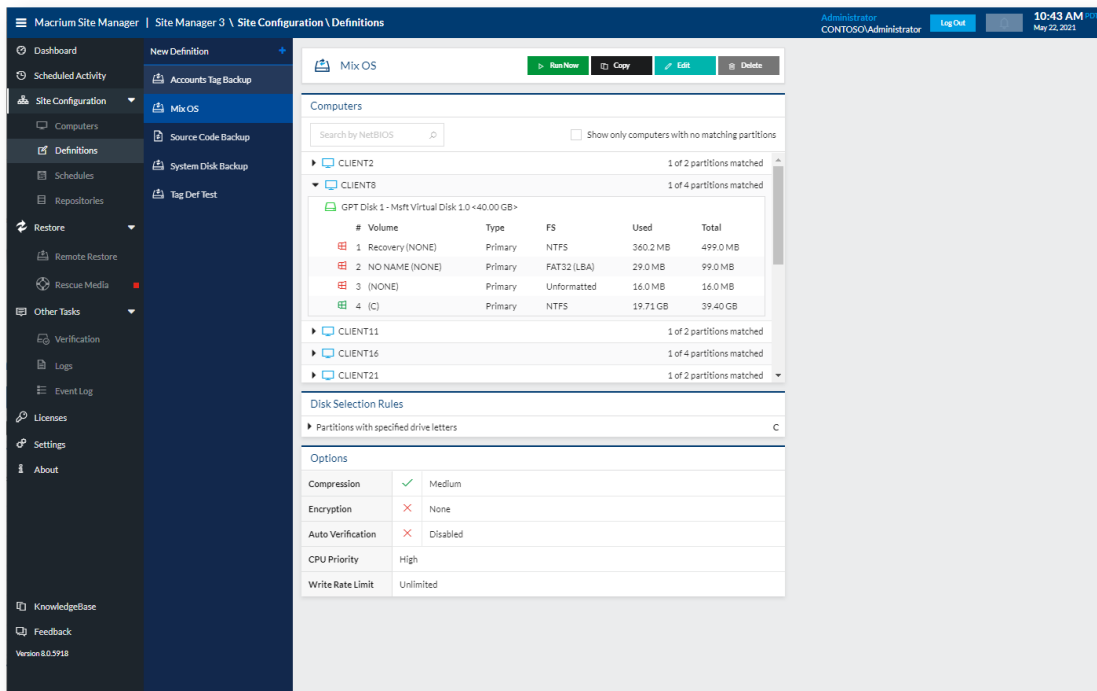 Macrium Site Manager | Site Manager 3 \ Site Configuration \ Definitions
Administrator
CONTOSO\Administrator
Log Out
10:43 AM PDT
May 22, 2021
Dashboard
Scheduled Activity
Site Configuration
Computers
Definitions
Schedules
Repositories
Restore
Remote Restore
Rescue Media
Other Tasks
Verification
Logs
Event Log
Licenses
Settings
About
KnowledgeBase
Feedback
Version 8.0.5918
New Definition +
Accounts Tag Backup
Mix OS
Source Code Backup
System Disk Backup
Tag Def Test
Mix OS
Run Now Copy Edit Delete
Computers
Search by NetBIOS
Show only computers with no matching partitions
CLIENT2 1 of 2 partitions matched
CLIENT8 1 of 4 partitions matched
GPT Disk 1 - Msft Virtual Disk 1.0 <40.00 GB>
# Volume Type FS Used Total
1 Recovery (NONE) Primary NTFS 360.2 MB 499.0 MB
2 NO NAME (NONE) Primary FAT32 (LBA) 29.0 MB 99.0 MB
3 (NONE) Primary Unformatted 16.0 MB 16.0 MB
4 (C) Primary NTFS 19.71 GB 39.40 GB
CLIENT11 1 of 2 partitions matched
CLIENT16 1 of 4 partitions matched
CLIENT21 1 of 2 partitions matched
Disk Selection Rules
Partitions with specified drive letters C
Options
Compression Medium
Encryption None
Auto Verification Disabled
CPU Priority High
Write Rate Limit Unlimited